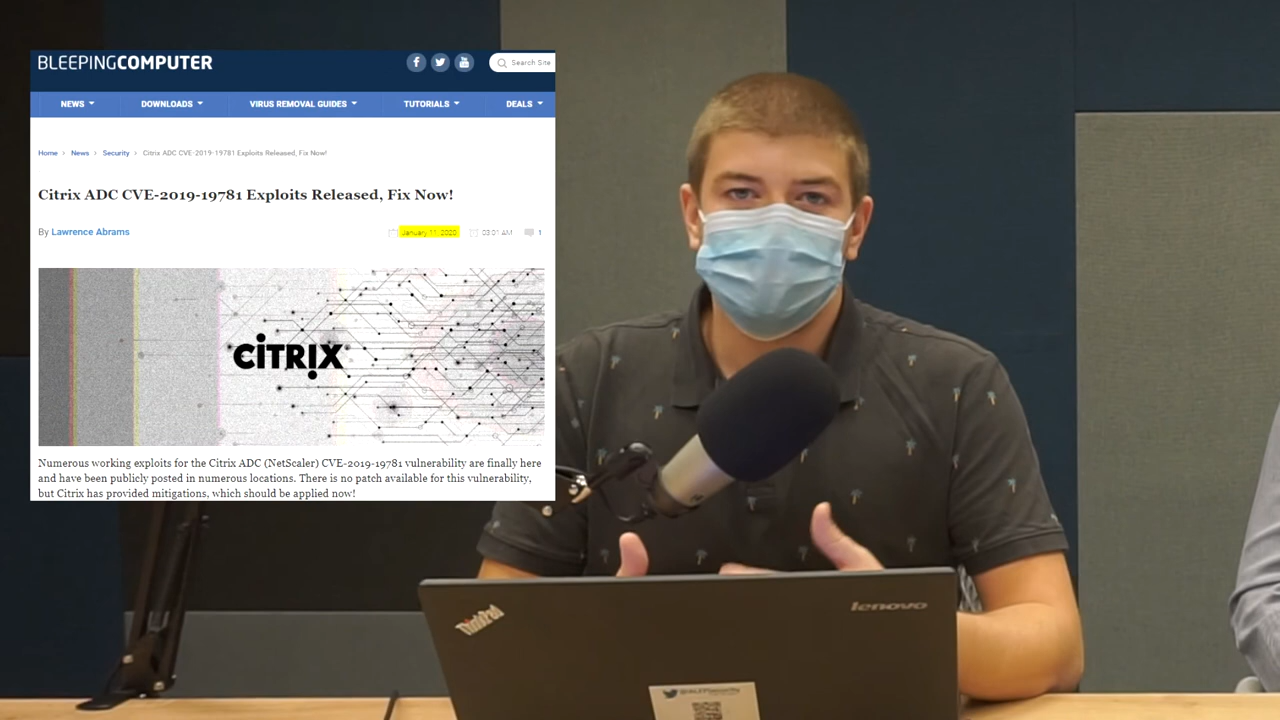 BLEEPINGCOMPUTER
Search Site
NEWS DOWNLOADS VIRUS REMOVAL GUIDES TUTORIALS DEALS
Home > News > Security > Citrix ADC CVE-2019-19781 Exploits Released, Fix Now!
Citrix ADC CVE-2019-19781 Exploits Released, Fix Now!
By Lawrence Abrams January 11, 2020 03:01 AM 1
CITRIX
Numerous working exploits for the Citrix ADC (NetScaler) CVE-2019-19781 vulnerability are finally here
and have been publicly posted in numerous locations. There is no patch available for this vulnerability,
but Citrix has provided mitigations, which should be applied now!
ThinkPad
lenovo